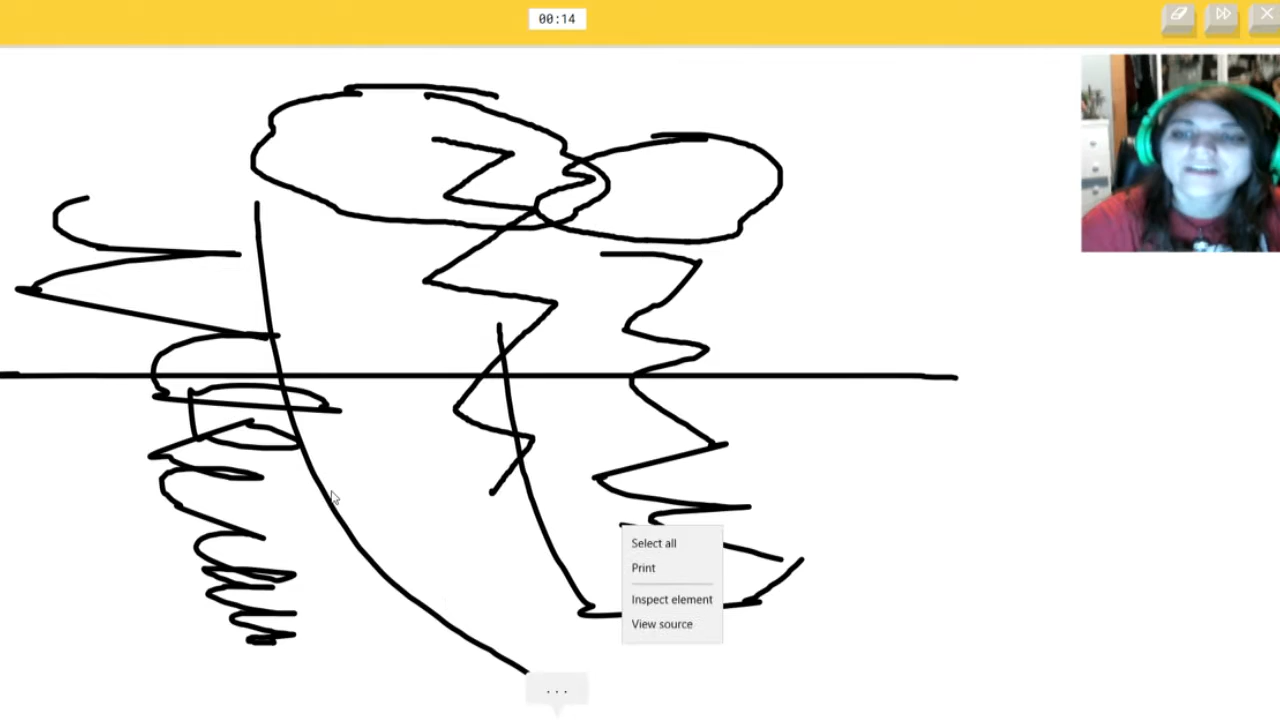 00:14
Select all
Print
Inspect element
View source
...